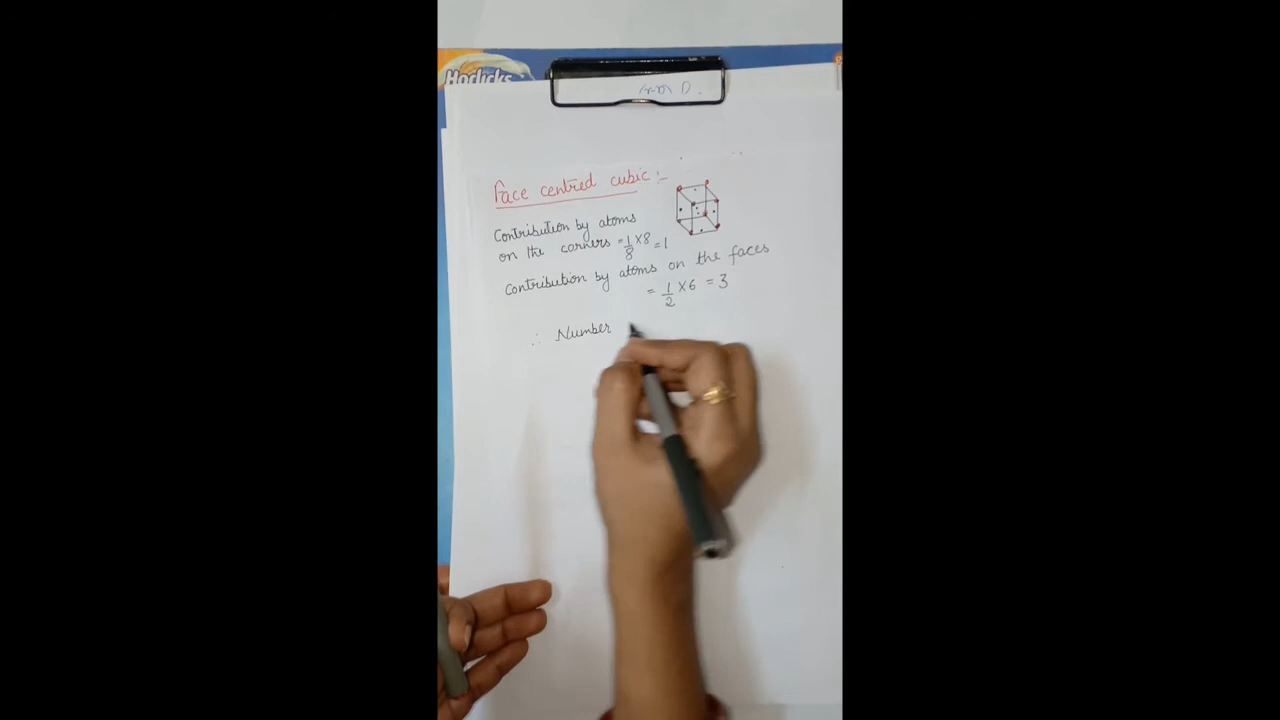 Horlicks
Face centred cubic :-
Contribution by atoms
on the corners = 1/8 × 8 = 1
Contribution by atoms on the faces
= 1/2 × 6 = 3
∴ Number